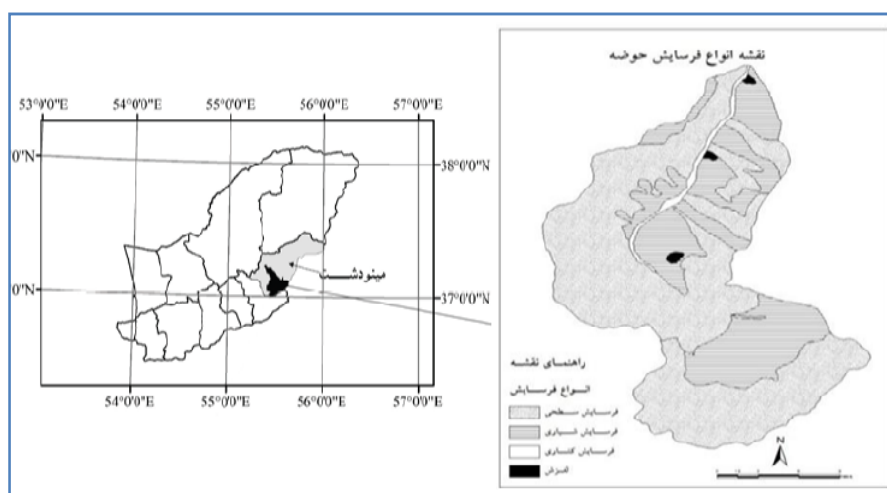 53°0'0"E 54°0'0"E 55°0'0"E 56°0'0"E 57°0'0"E
0"N
38°0'0"N
مینودشت
0"N
37°0'0"N
54°0'0"E 55°0'0"E 56°0'0"E 57°0'0"E
نقشه انواع فرسایش حوضه
راهنمای نقشه
انواع فرسایش
فرسایش سطحی
فرسایش شیاری
فرسایش کناری
لغزش
N